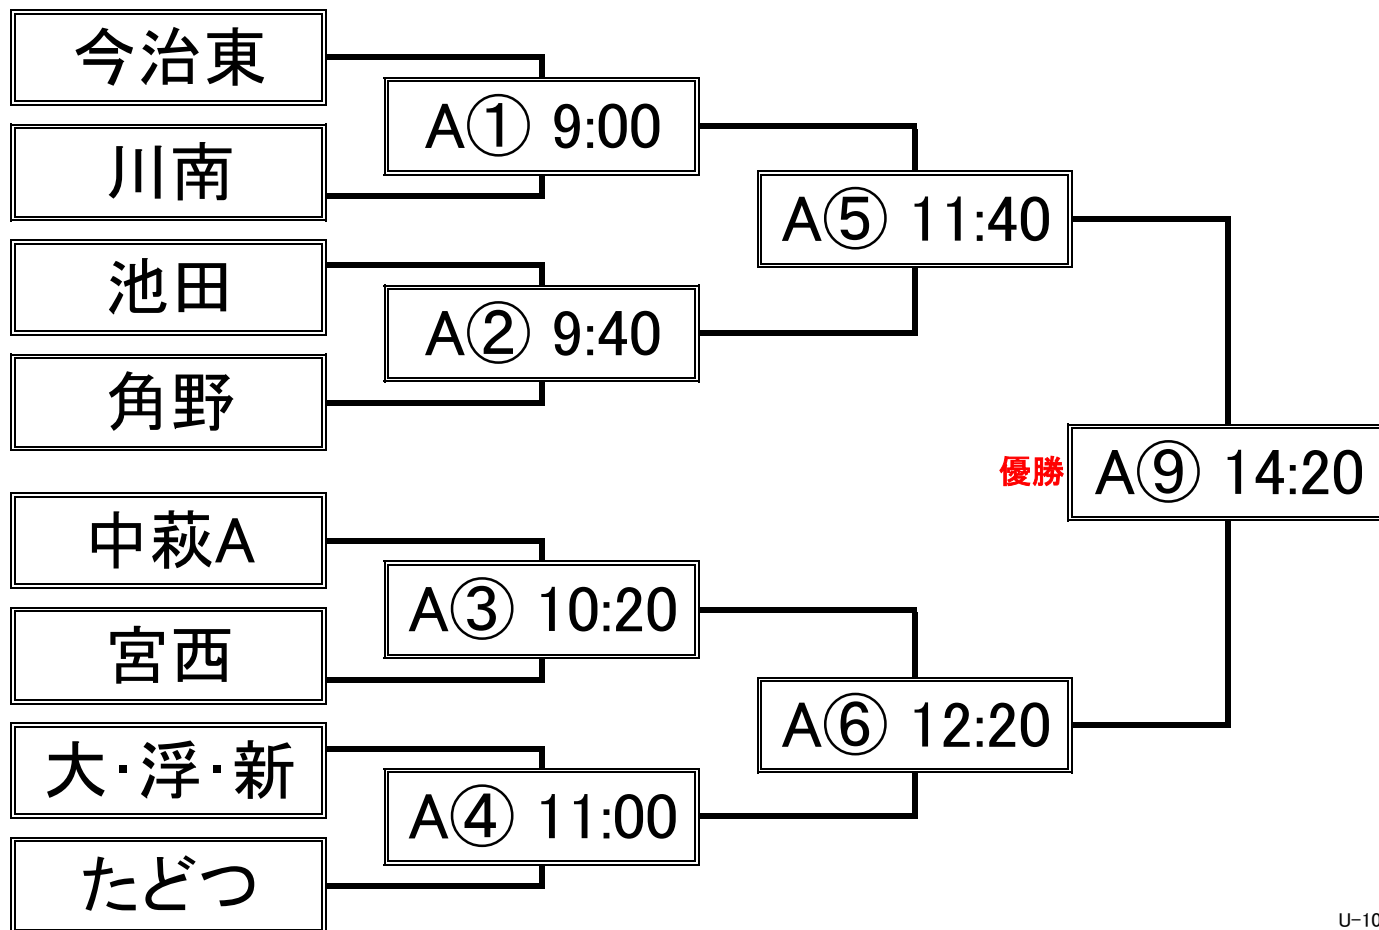 今治東
川南
池田
角野
中萩A
宮西
大・浮・新
たどつ
A① 9:00
A② 9:40
A③ 10:20
A④ 11:00
A⑤ 11:40
A⑥ 12:20
優勝 A⑨ 14:20
U-10